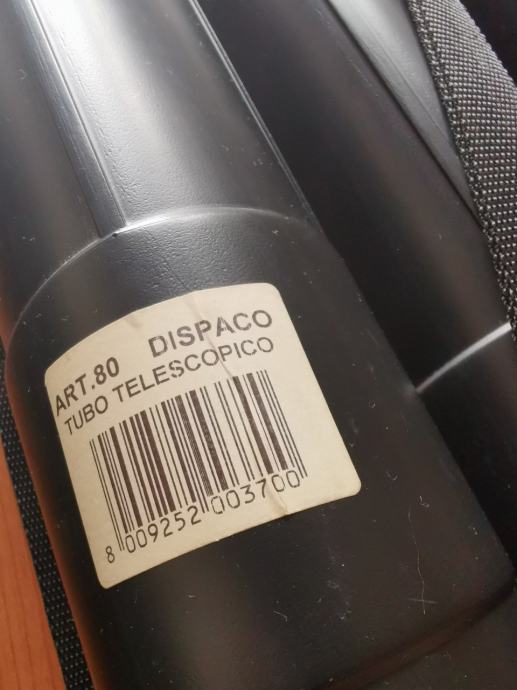 ART.80 DISPACO
TUBO TELESCOPICO
8 009252 003700